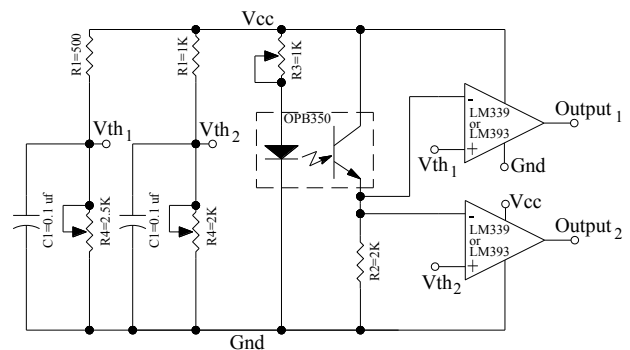 Vcc
R1=500
R1=1K
R3=1K
OPB350
Vth1
Vth2
C1=0.1 uf
R4=2.5K
C1=0.1 uf
R4=2K
R2=2K
-
LM339
or
LM393
+
Vth1
Output1
Gnd
Vcc
-
LM339
or
LM393
+
Vth2
Output2
Gnd